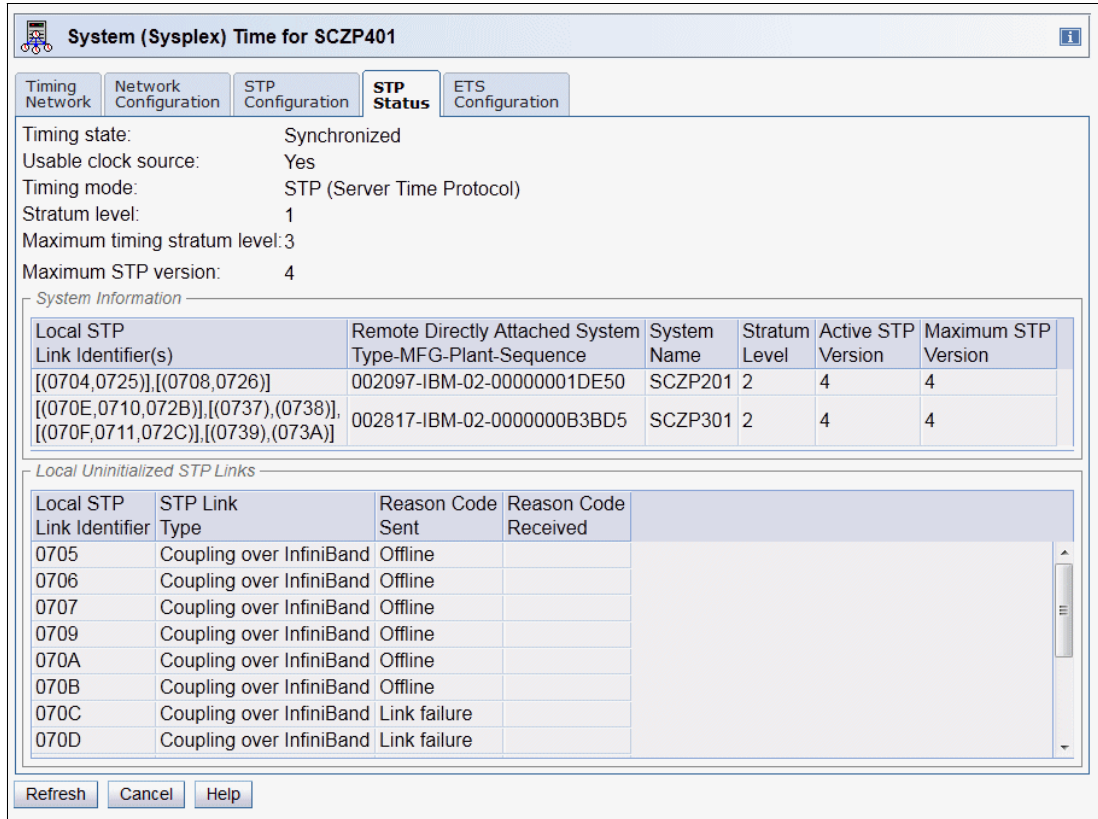 System (Sysplex) Time for SCZP401
Timing Network
Network Configuration
STP Configuration
STP Status
ETS Configuration
Timing state: Synchronized
Usable clock source: Yes
Timing mode: STP (Server Time Protocol)
Stratum level: 1
Maximum timing stratum level: 3
Maximum STP version: 4
System Information
Local STP Link Identifier(s) Remote Directly Attached System Type-MFG-Plant-Sequence System Name Stratum Level Active STP Version Maximum STP Version
[(0704,0725)],[(0708,0726)] 002097-IBM-02-00000001DE50 SCZP201 2 4 4
[(070E,0710,072B)],[(0737),(0738)],
[(070F,0711,072C)],[(0739),(073A)] 002817-IBM-02-0000000B3BD5 SCZP301 2 4 4
Local Uninitialized STP Links
Local STP Link Identifier STP Link Type Reason Code Sent Reason Code Received
0705 Coupling over InfiniBand Offline
0706 Coupling over InfiniBand Offline
0707 Coupling over InfiniBand Offline
0709 Coupling over InfiniBand Offline
070A Coupling over InfiniBand Offline
070B Coupling over InfiniBand Offline
070C Coupling over InfiniBand Link failure
070D Coupling over InfiniBand Link failure
Refresh Cancel Help